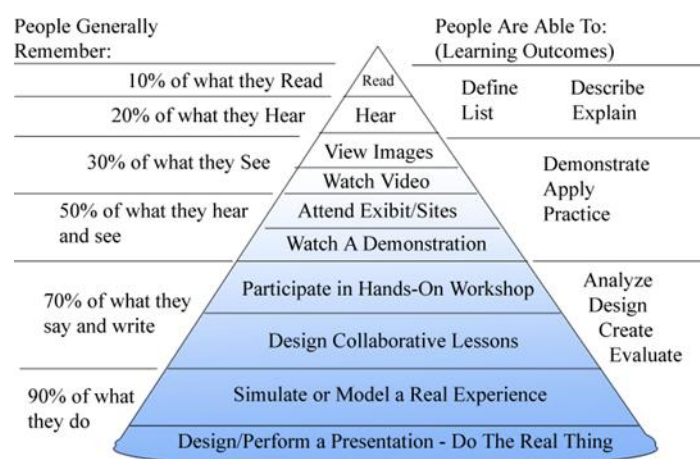 People Generally
Remember:
People Are Able To:
(Learning Outcomes)
10% of what they Read
Read
Define
Describe
List
Explain
20% of what they Hear
Hear
30% of what they See
View Images
Watch Video
Demonstrate
Apply
Practice
50% of what they hear
and see
Attend Exibit/Sites
Watch A Demonstration
70% of what they
say and write
Participate in Hands-On Workshop
Design Collaborative Lessons
Analyze
Design
Create
Evaluate
90% of what
they do
Simulate or Model a Real Experience
Design/Perform a Presentation - Do The Real Thing